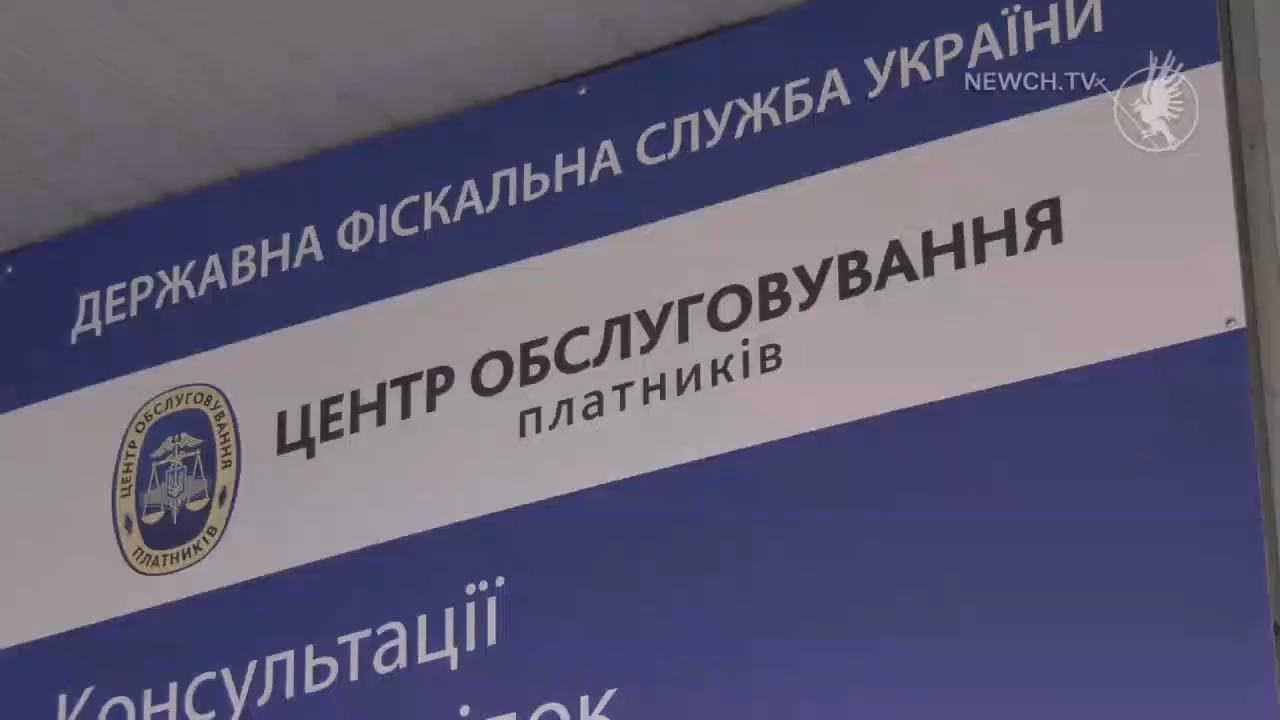 ДЕРЖАВНА ФІСКАЛЬНА СЛУЖБА УКРАЇНИ
NEWCH.TV
ЦЕНТР ОБСЛУГОВУВАННЯ
платників
ЦЕНТР ОБСЛУГОВУВАННЯ
ПЛАТНИКІВ
Консультації